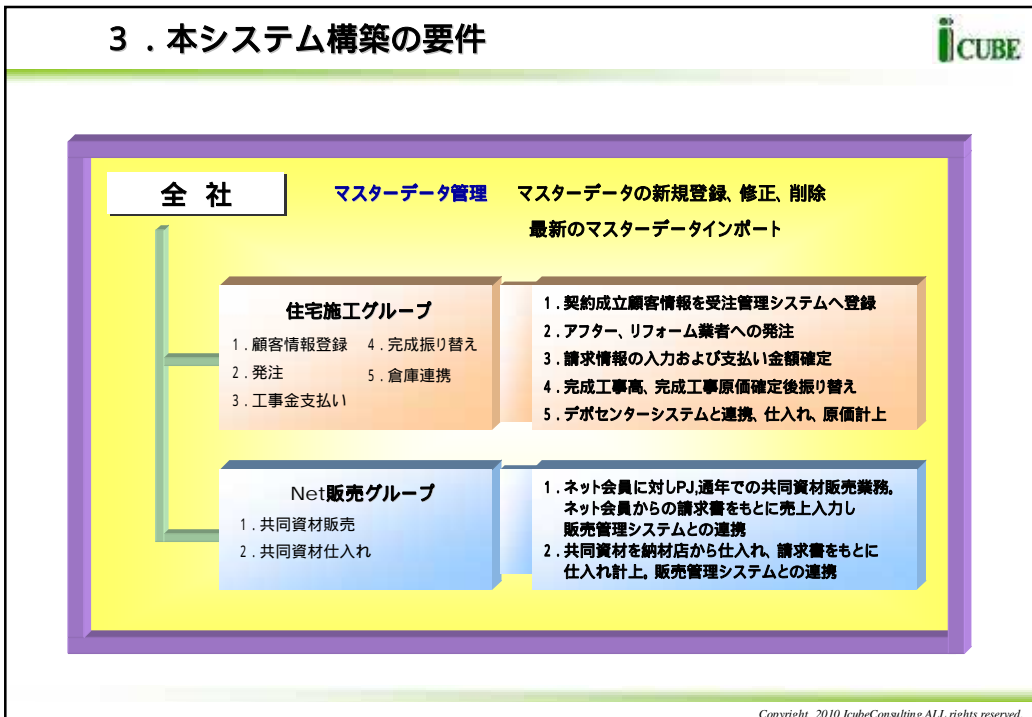 ３．本システム構築の要件
iCUBE
全 社
マスターデータ管理 マスターデータの新規登録、修正、削除
最新のマスターデータインポート
住宅施工グループ
1．顧客情報登録 4．完成振り替え
2．発注 5．倉庫連携
3．工事金支払い
1．契約成立顧客情報を受注管理システムへ登録
2．アフター、リフォーム業者への発注
3．請求情報の入力および支払い金額確定
4．完成工事高、完成工事原価確定後振り替え
5．デポセンターシステムと連携、仕入れ、原価計上
Net販売グループ
1．共同資材販売
2．共同資材仕入れ
1．ネット会員に対しPJ,通年での共同資材販売業務。
ネット会員からの請求書をもとに売上入力し
販売管理システムとの連携
2．共同資材を納材店から仕入れ、請求書をもとに
仕入れ計上。販売管理システムとの連携
Copyright 2010 IcubeConsulting ALL rights reserved